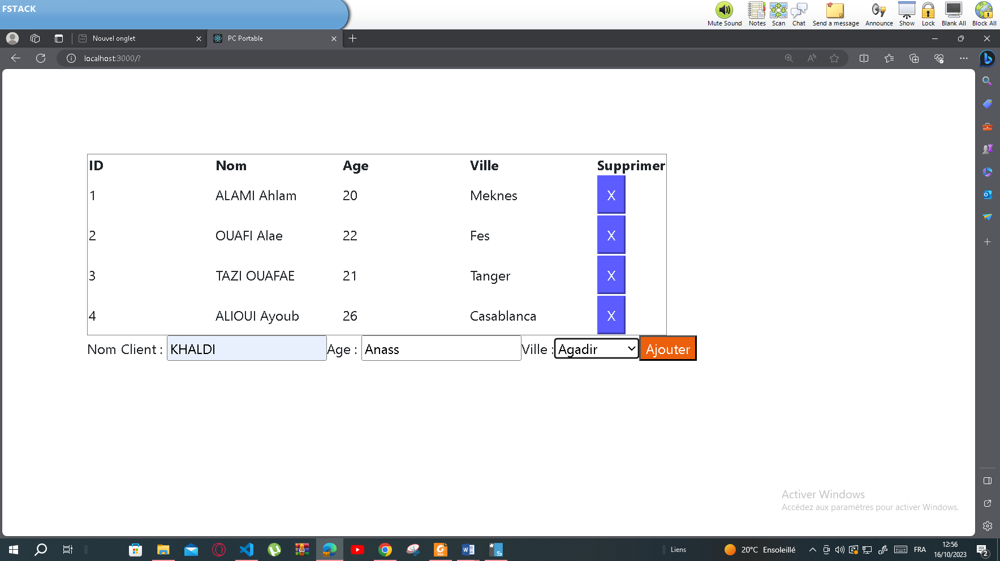 FSTACK
Mute Sound Notes Scan Chat Send a message Announce Show Lock Blank All Block All
Nouvel onglet PC Portable
localhost:3000/?
ID Nom Age Ville Supprimer
1 ALAMI Ahlam 20 Meknes X
2 OUAFI Alae 22 Fes X
3 TAZI OUAFAE 21 Tanger X
4 ALIOUI Ayoub 26 Casablanca X
Nom Client : KHALDI Age : Anass Ville : Agadir Ajouter
Activer Windows
Accédez aux paramètres pour activer Windows.
Liens 20°C Ensoleillé FRA 12:56
16/10/2023 2